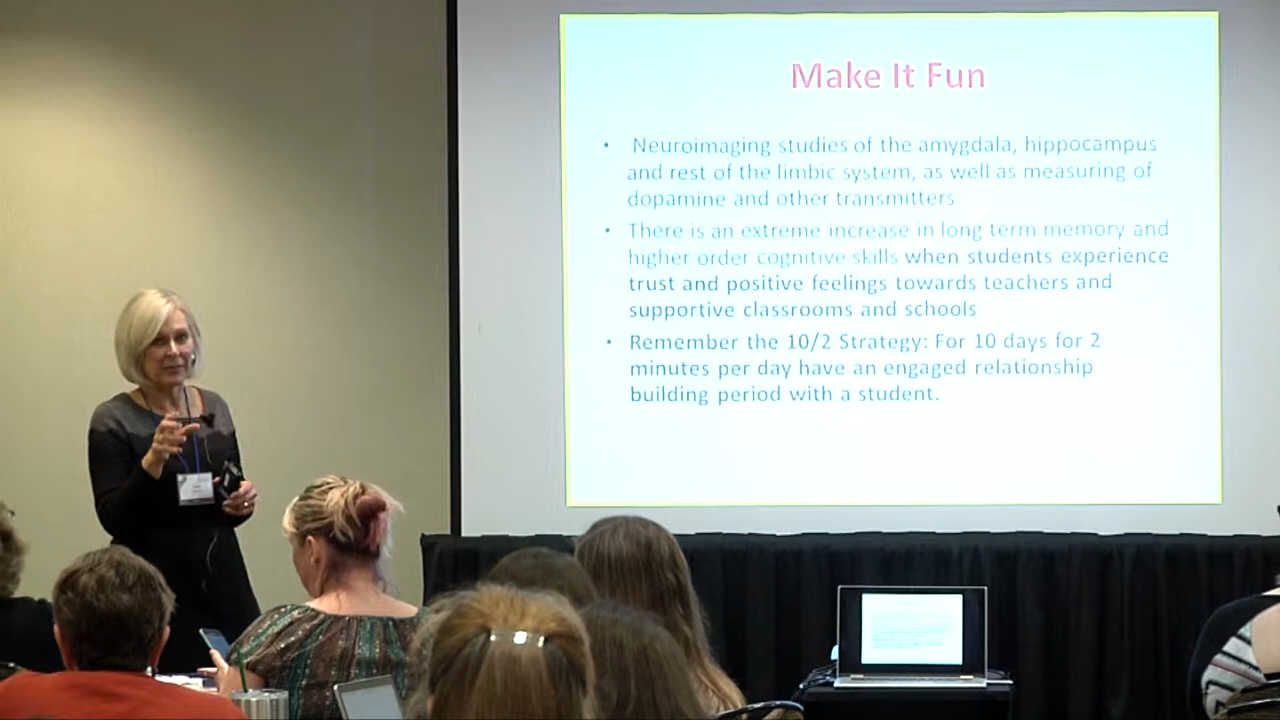 Make It Fun
• Neuroimaging studies of the amygdala, hippocampus
and rest of the limbic system, as well as measuring of
dopamine and other transmitters
• There is an extreme increase in long term memory and
higher order cognitive skills when students experience
trust and positive feelings towards teachers and
supportive classrooms and schools
• Remember the 10/2 Strategy: For 10 days for 2
minutes per day have an engaged relationship
building period with a student.